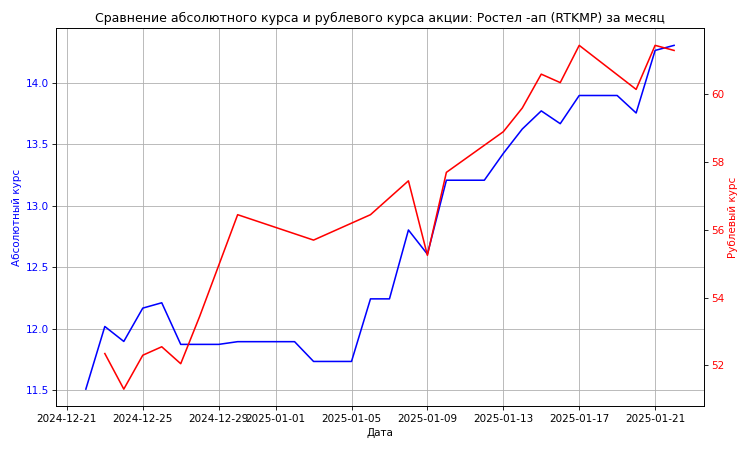 Сравнение абсолютного курса и рублевого курса акции: Ростел -ап (RTKMP) за месяц
14.0
13.5
13.0
12.5
12.0
11.5
Абсолютный курс
60
58
56
54
52
Рублевый курс
2024-12-21 2024-12-25 2024-12-29 2025-01-01 2025-01-05 2025-01-09 2025-01-13 2025-01-17 2025-01-21
Дата